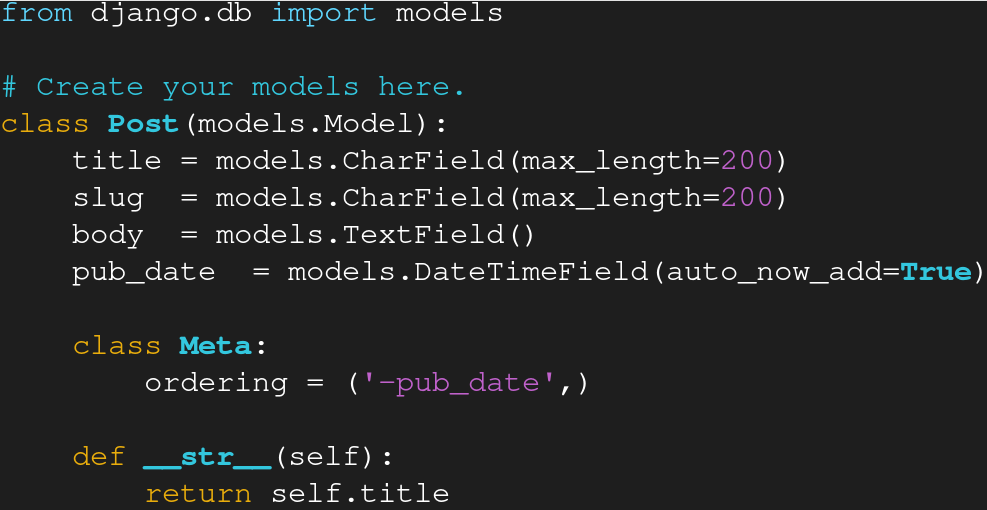 from django.db import models
# Create your models here.
class Post(models.Model):
    title = models.CharField(max_length=200)
    slug  = models.CharField(max_length=200)
    body  = models.TextField()
    pub_date  = models.DateTimeField(auto_now_add=True)
    class Meta:
        ordering = ('-pub_date',)
    def __str__(self):
        return self.title